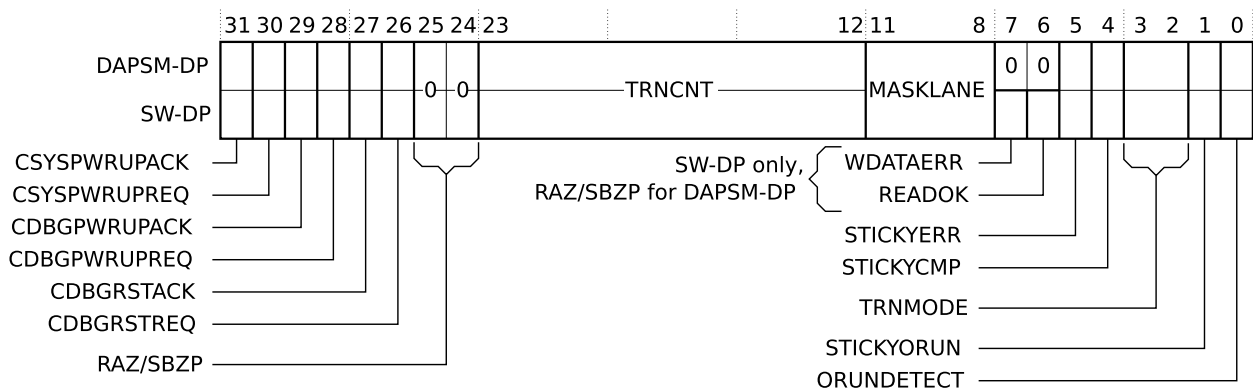 31 30 29 28 27 26 25 24 23 12 11 8 7 6 5 4 3 2 1 0
DAPSM-DP 0 0
0 0 TRNCNT MASKLANE
SW-DP
CSYSPWRUPACK SW-DP only, WDATAERR
RAZ/SBZP for DAPSM-DP
CSYSPWRUPREQ READOK
CDBGPWRUPACK STICKYERR
CDBGPWRUPREQ STICKYCMP
CDBGRSTACK TRNMODE
CDBGRSTREQ
STICKYORUN
RAZ/SBZP
ORUNDETECT